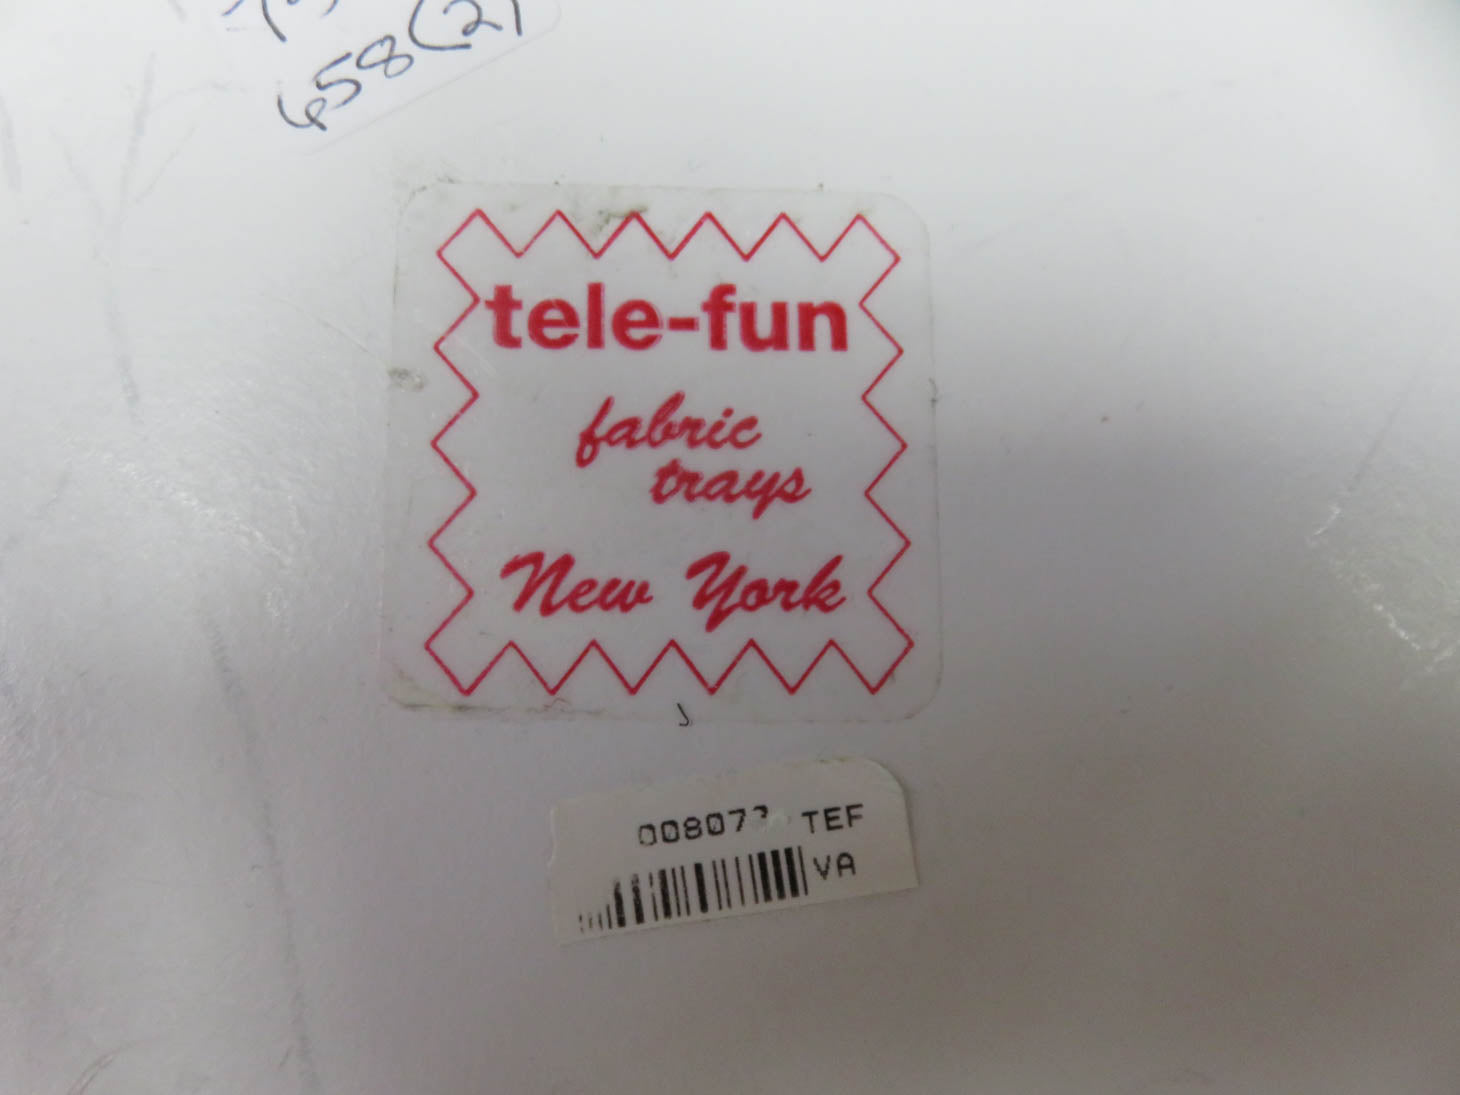 658 (2)
tele-fun
fabric
trays
New York
TEF
VA